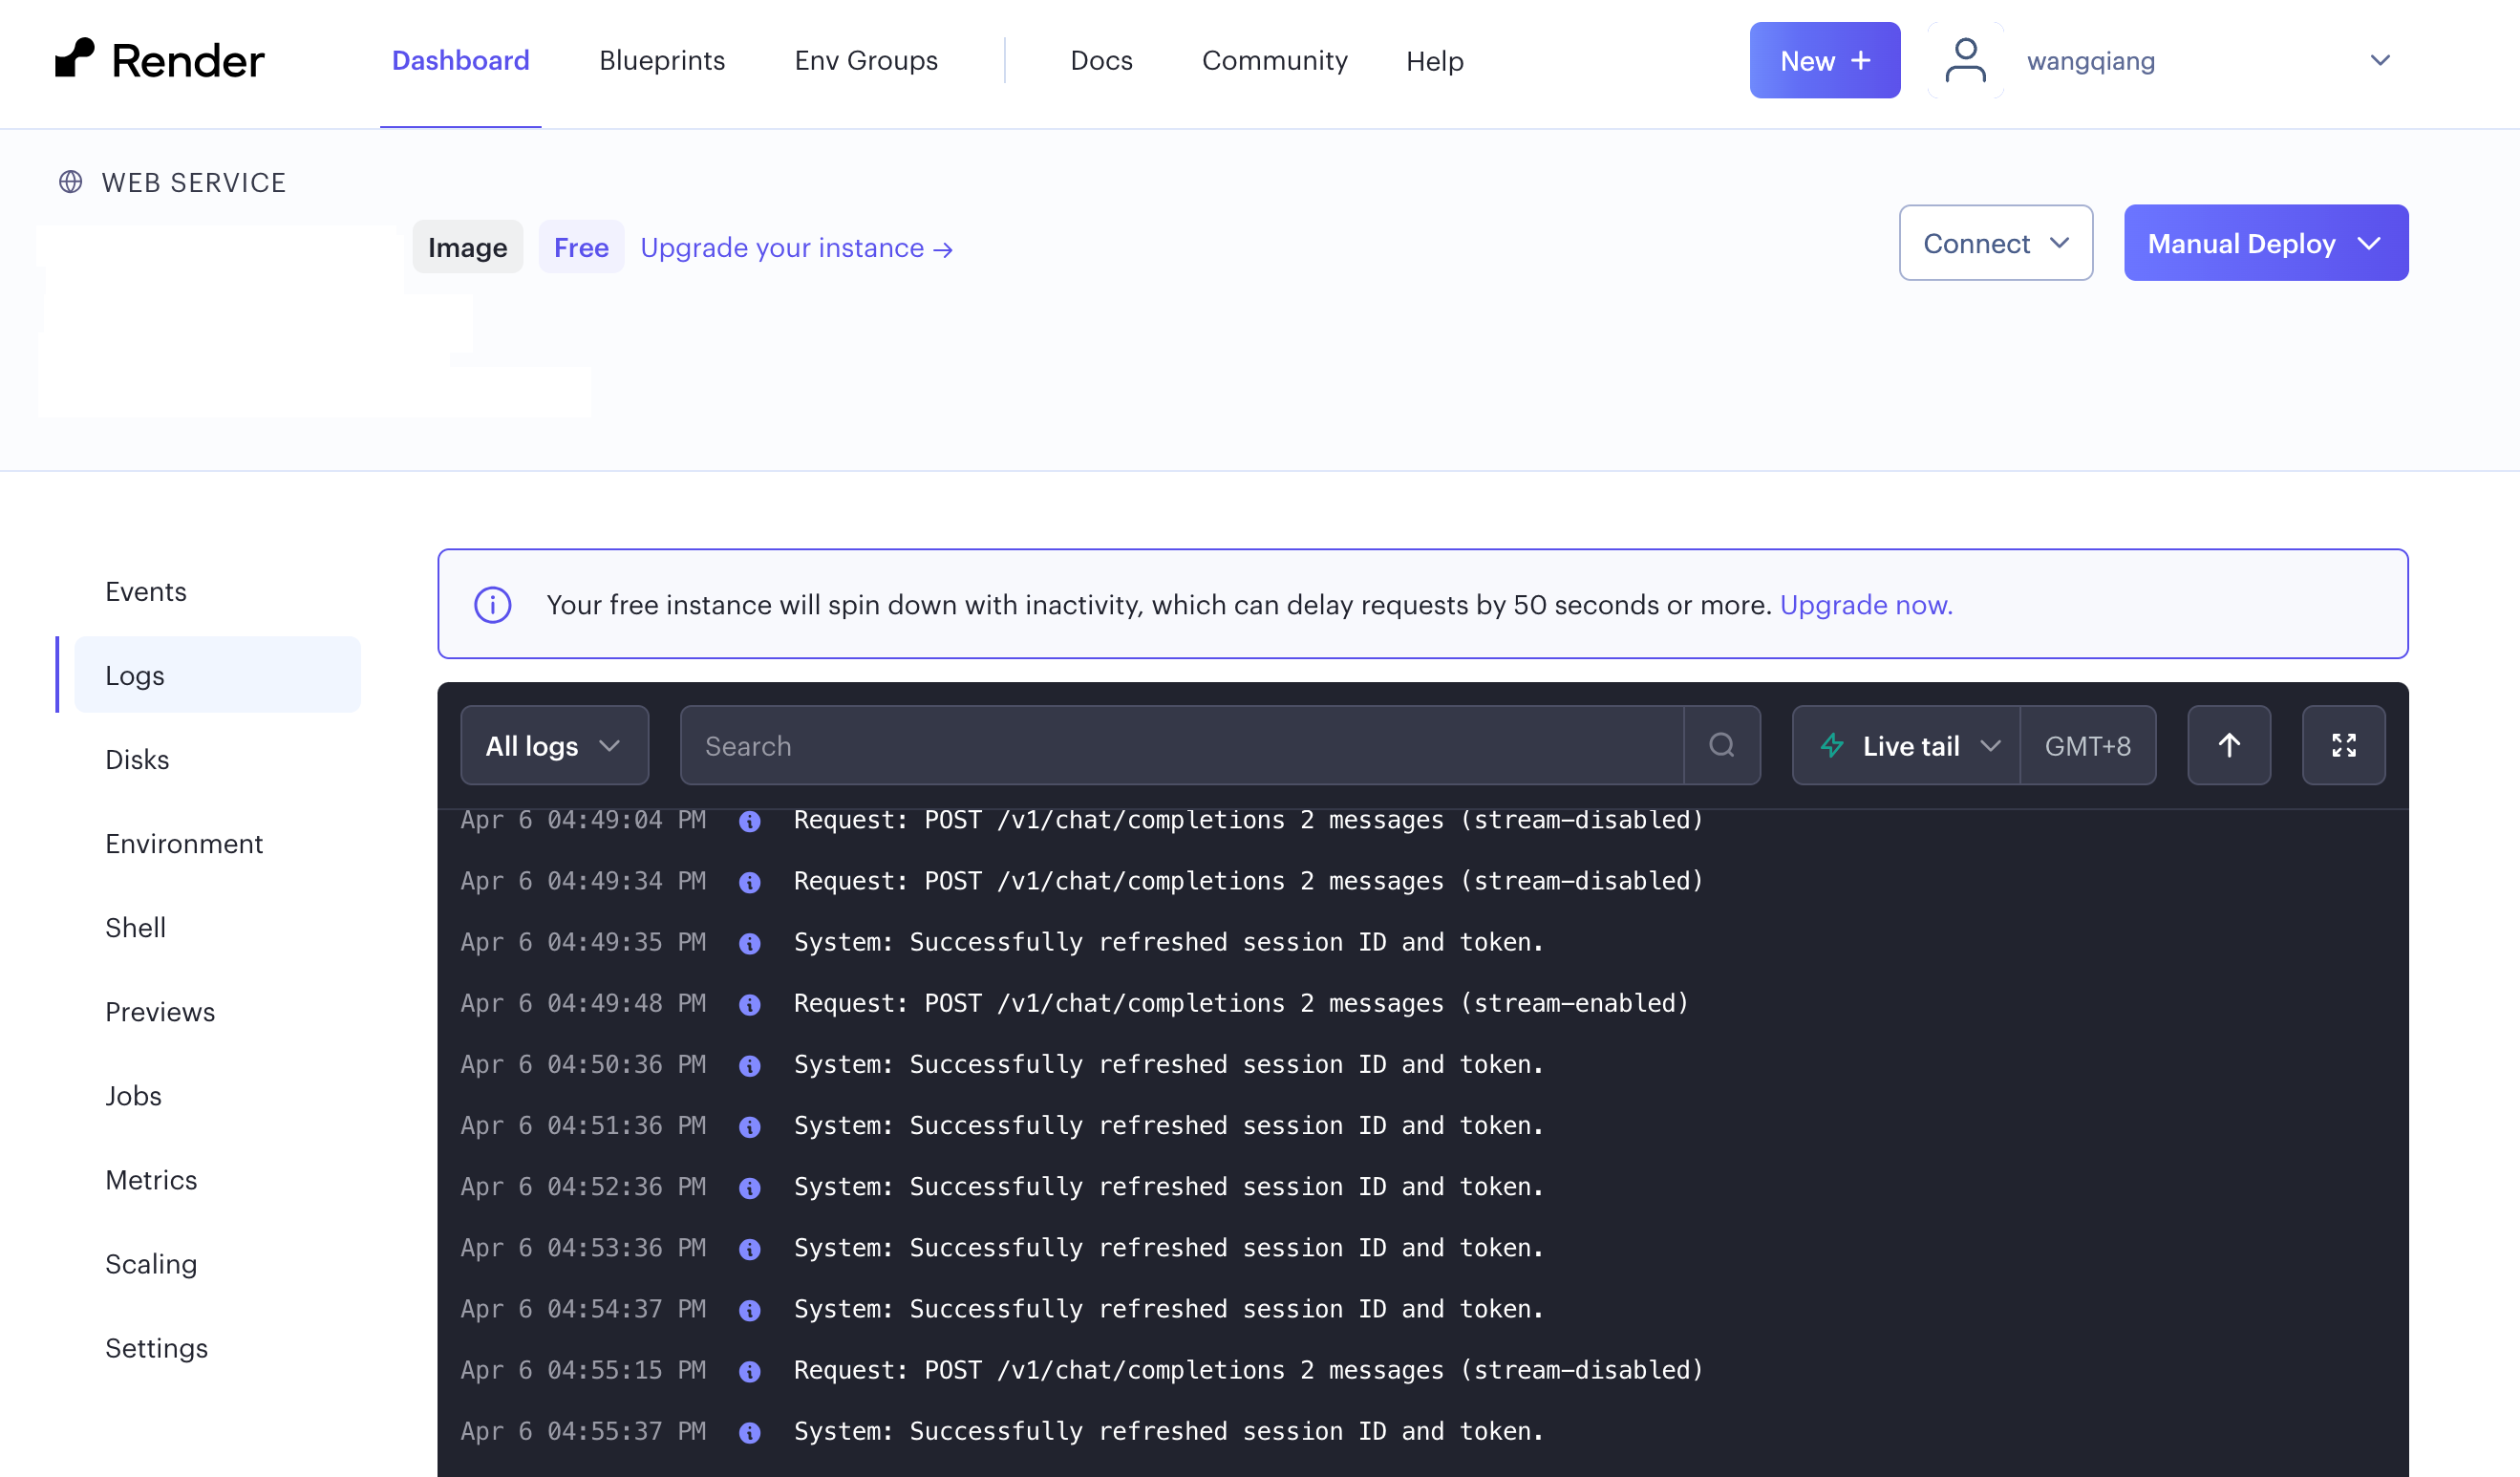 Render Dashboard Blueprints Env Groups Docs Community Help New + wangqiang
WEB SERVICE
Image Free Upgrade your instance → Connect Manual Deploy
Your free instance will spin down with inactivity, which can delay requests by 50 seconds or more. Upgrade now.
Events
Logs
Disks
Environment
Shell
Previews
Jobs
Metrics
Scaling
Settings
All logs Search Live tail GMT+8
Apr 6 04:49:04 PM Request: POST /v1/chat/completions 2 messages (stream-disabled)
Apr 6 04:49:34 PM Request: POST /v1/chat/completions 2 messages (stream-disabled)
Apr 6 04:49:35 PM System: Successfully refreshed session ID and token.
Apr 6 04:49:48 PM Request: POST /v1/chat/completions 2 messages (stream-enabled)
Apr 6 04:50:36 PM System: Successfully refreshed session ID and token.
Apr 6 04:51:36 PM System: Successfully refreshed session ID and token.
Apr 6 04:52:36 PM System: Successfully refreshed session ID and token.
Apr 6 04:53:36 PM System: Successfully refreshed session ID and token.
Apr 6 04:54:37 PM System: Successfully refreshed session ID and token.
Apr 6 04:55:15 PM Request: POST /v1/chat/completions 2 messages (stream-disabled)
Apr 6 04:55:37 PM System: Successfully refreshed session ID and token.